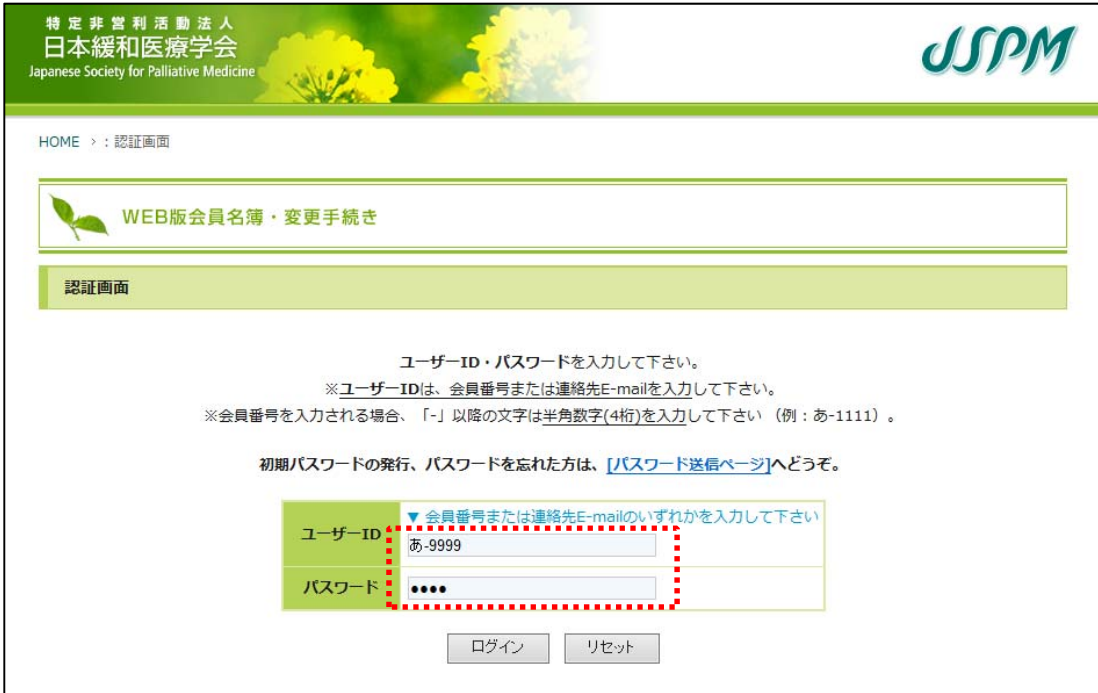 特定非営利活動法人
日本緩和医療学会
Japanese Society for Palliative Medicine
JSPM
HOME > : 認証画面
WEB版会員名簿・変更手続き
認証画面
ユーザーID・パスワードを入力して下さい。
※ユーザーIDは、会員番号または連絡先E-mailを入力して下さい。
※会員番号を入力される場合、「-」以降の文字は半角数字(4桁)を入力して下さい （例：あ-1111）。
初期パスワードの発行、パスワードを忘れた方は、[パスワード送信ページ]へどうぞ。
▼ 会員番号または連絡先E-mailのいずれかを入力して下さい
ユーザーID
あ-9999
パスワード
●●●●
ログイン リセット